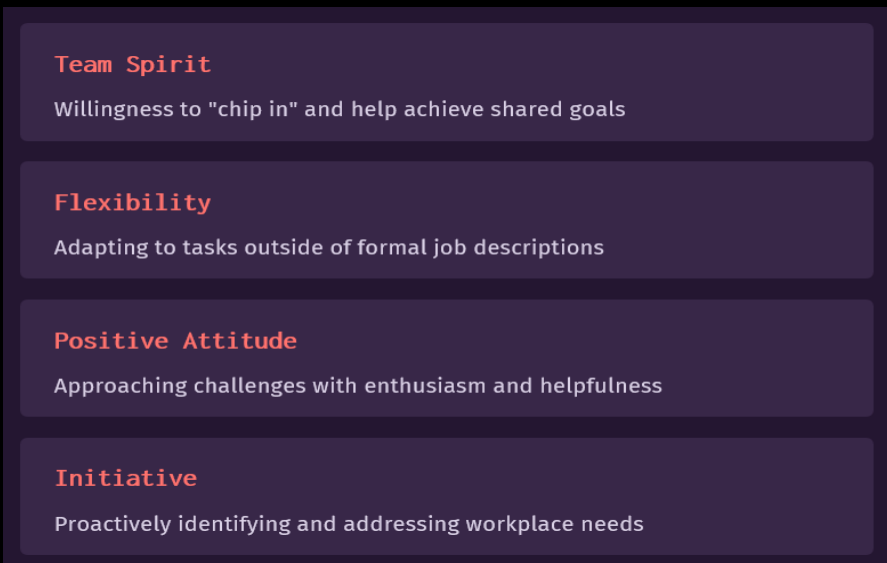 Team Spirit
Willingness to "chip in" and help achieve shared goals
Flexibility
Adapting to tasks outside of formal job descriptions
Positive Attitude
Approaching challenges with enthusiasm and helpfulness
Initiative
Proactively identifying and addressing workplace needs